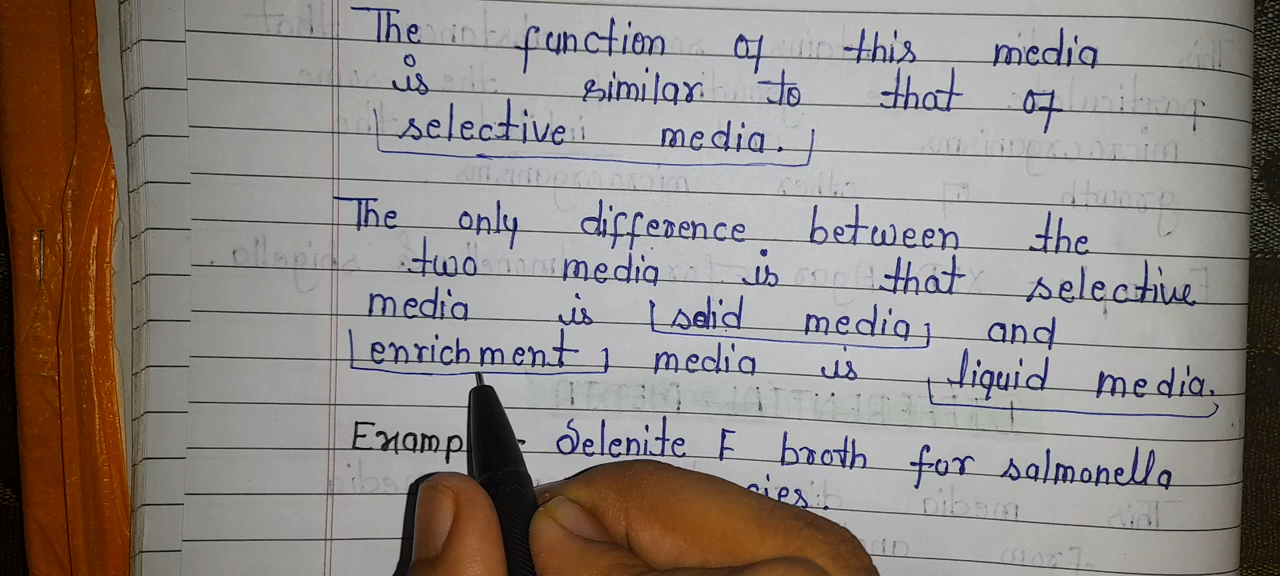 The function of this media
is similar to that of
selective media.
The only difference between the
two media is that selective
media is solid media and
enrichment media is liquid media.
Selenite F broth for salmonella